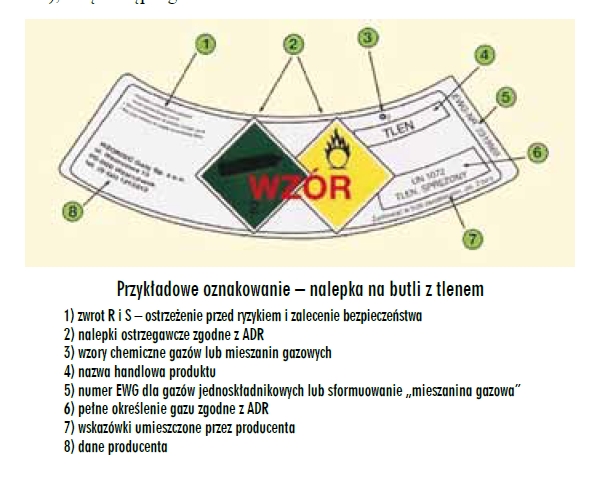 1
2
3
4
5
6
7
8
TLEN
UN 1072
TLEN, SPRĘŻONY
WZÓR
2
Przykładowe oznakowanie – nalepka na butli z tlenem
1) zwrot R i S – ostrzeżenie przed ryzykiem i zalecenie bezpieczeństwa
2) nalepki ostrzegawcze zgodne z ADR
3) wzory chemiczne gazów lub mieszanin gazowych
4) nazwa handlowa produktu
5) numer EWG dla gazów jednoskładnikowych lub sformuowanie „mieszanina gazowa”
6) pełne określenie gazu zgodne z ADR
7) wskazówki umieszczone przez producenta
8) dane producenta